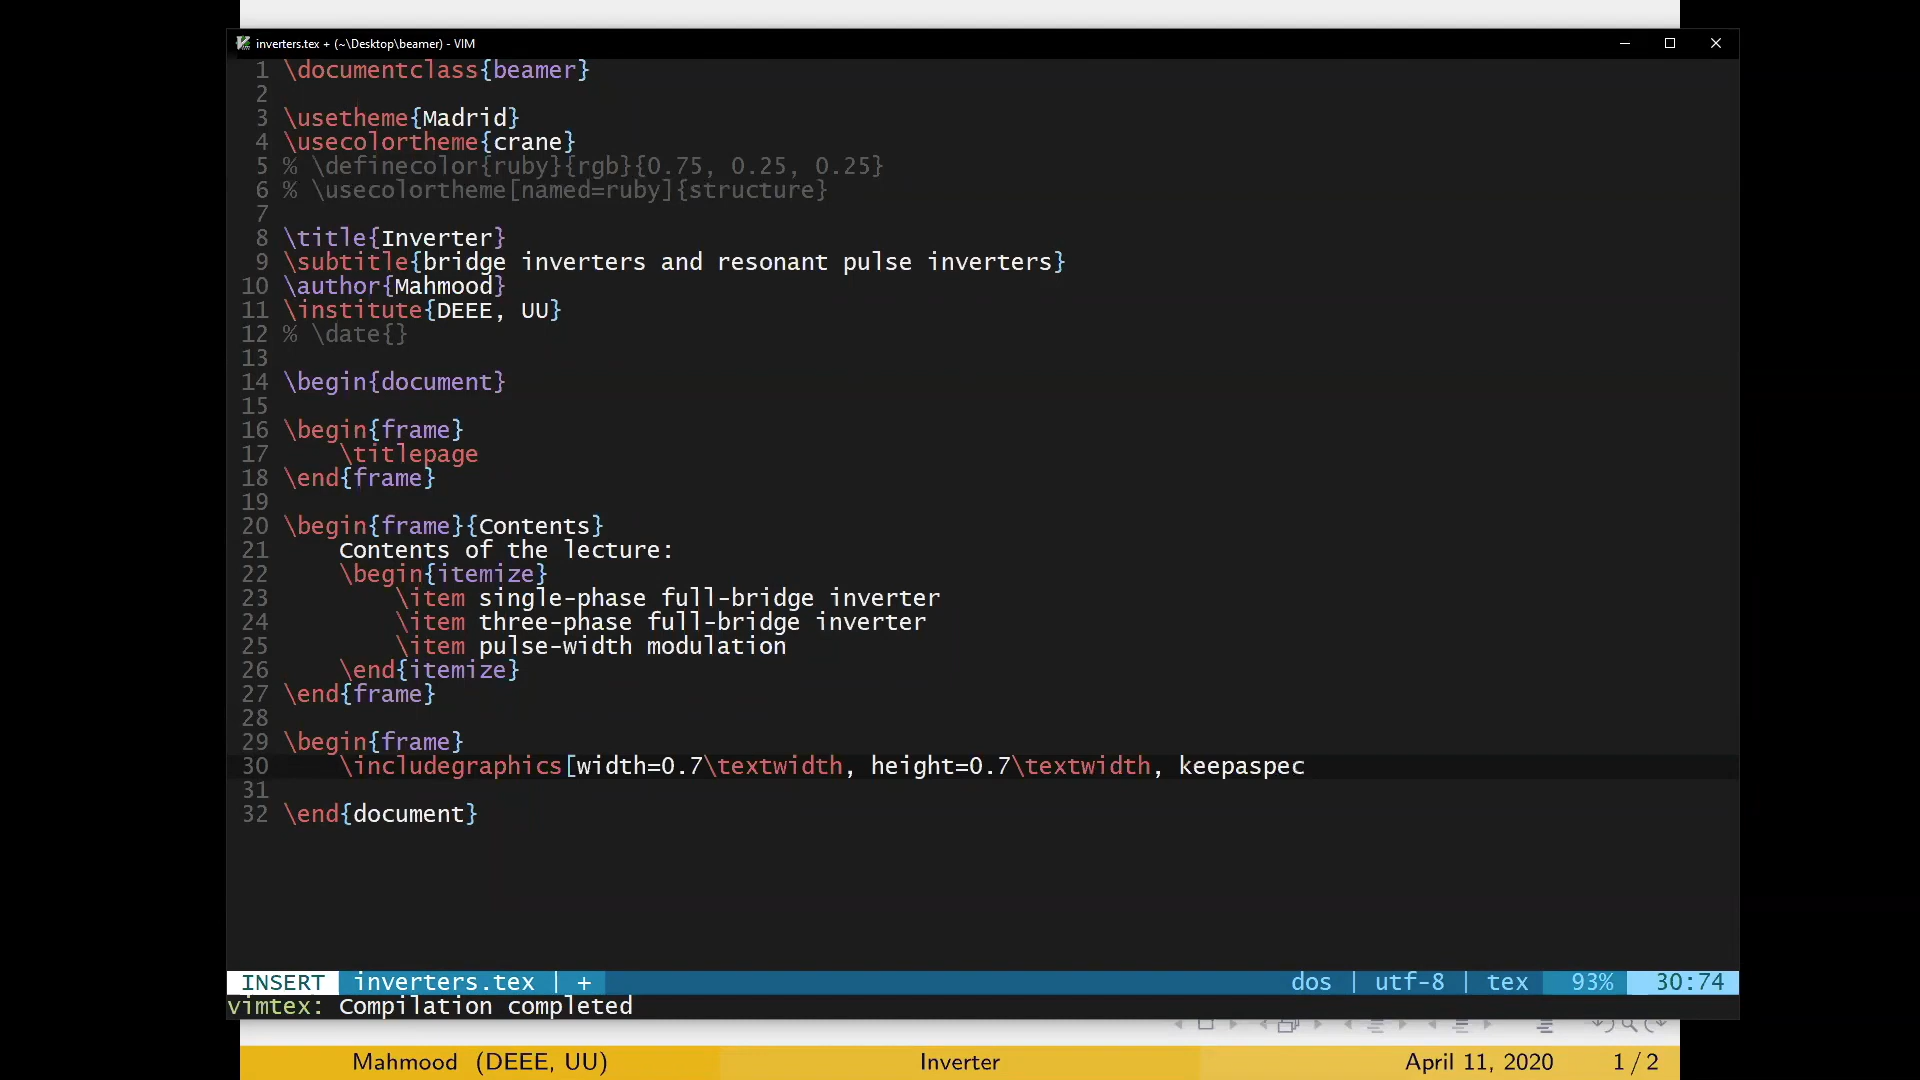 inverters.tex + (~\Desktop\beamer) - VIM
1 \documentclass{beamer}
2
3 \usetheme{Madrid}
4 \usecolortheme{crane}
5 % \definecolor{ruby}{rgb}{0.75, 0.25, 0.25}
6 % \usecolortheme[named=ruby]{structure}
7
8 \title{Inverter}
9 \subtitle{bridge inverters and resonant pulse inverters}
10 \author{Mahmood}
11 \institute{DEEE, UU}
12 % \date{}
13
14 \begin{document}
15
16 \begin{frame}
17 \titlepage
18 \end{frame}
19
20 \begin{frame}{Contents}
21 Contents of the lecture:
22 \begin{itemize}
23 \item single-phase full-bridge inverter
24 \item three-phase full-bridge inverter
25 \item pulse-width modulation
26 \end{itemize}
27 \end{frame}
28
29 \begin{frame}
30 \includegraphics[width=0.7\textwidth, height=0.7\textwidth, keepaspec
31
32 \end{document}
INSERT inverters.tex | + dos | utf-8 | tex 93% 30:74
vimtex: Compilation completed
Mahmood (DEEE, UU) Inverter April 11, 2020 1 / 2